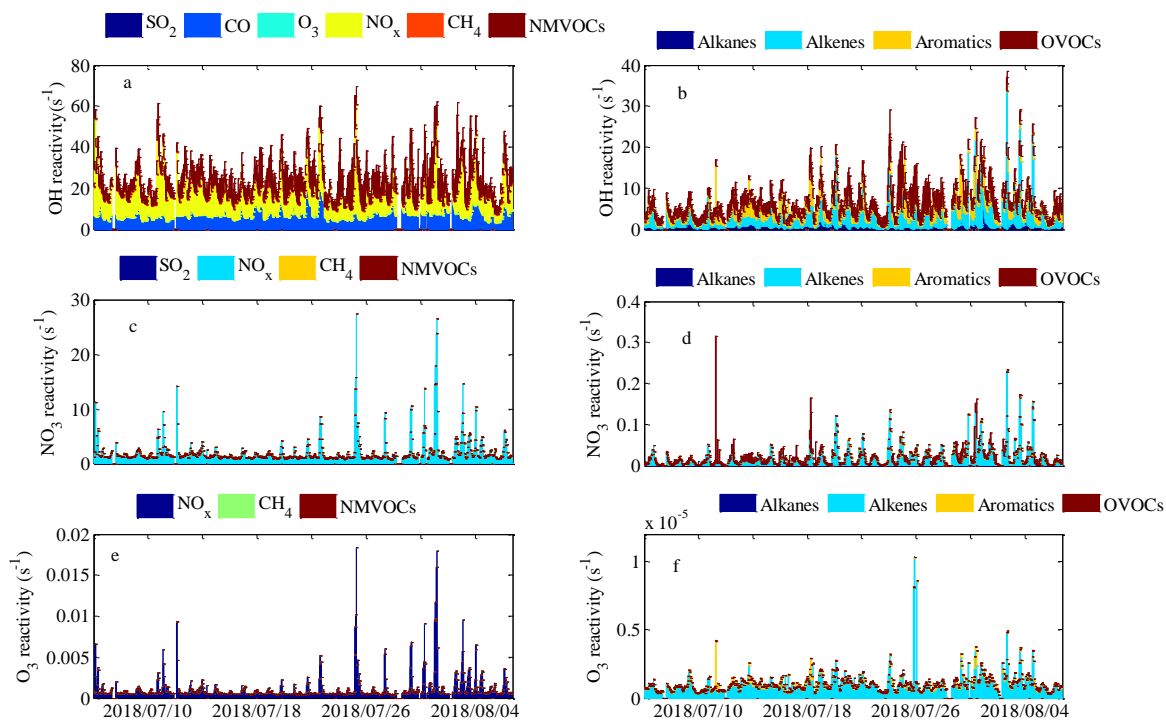 SO2 CO O3 NOx CH4 NMVOCs
Alkanes Alkenes Aromatics OVOCs
80
60
40
20
0
OH reactivity(s-1)
a
40
30
20
10
0
OH reactivity (s-1)
b
SO2 NOx CH4 NMVOCs
Alkanes Alkenes Aromatics OVOCs
30
20
10
0
NO3 reactivity (s-1)
c
0.4
0.3
0.2
0.1
0
NO3 reactivity (s-1)
d
NOx CH4 NMVOCs
Alkanes Alkenes Aromatics OVOCs
0.02
0.015
0.01
0.005
0
O3 reactivity (s-1)
e
x 10-5
1
0.5
0
O3 reactivity (s-1)
f
2018/07/10 2018/07/18 2018/07/26 2018/08/04
2018/07/10 2018/07/18 2018/07/26 2018/08/04